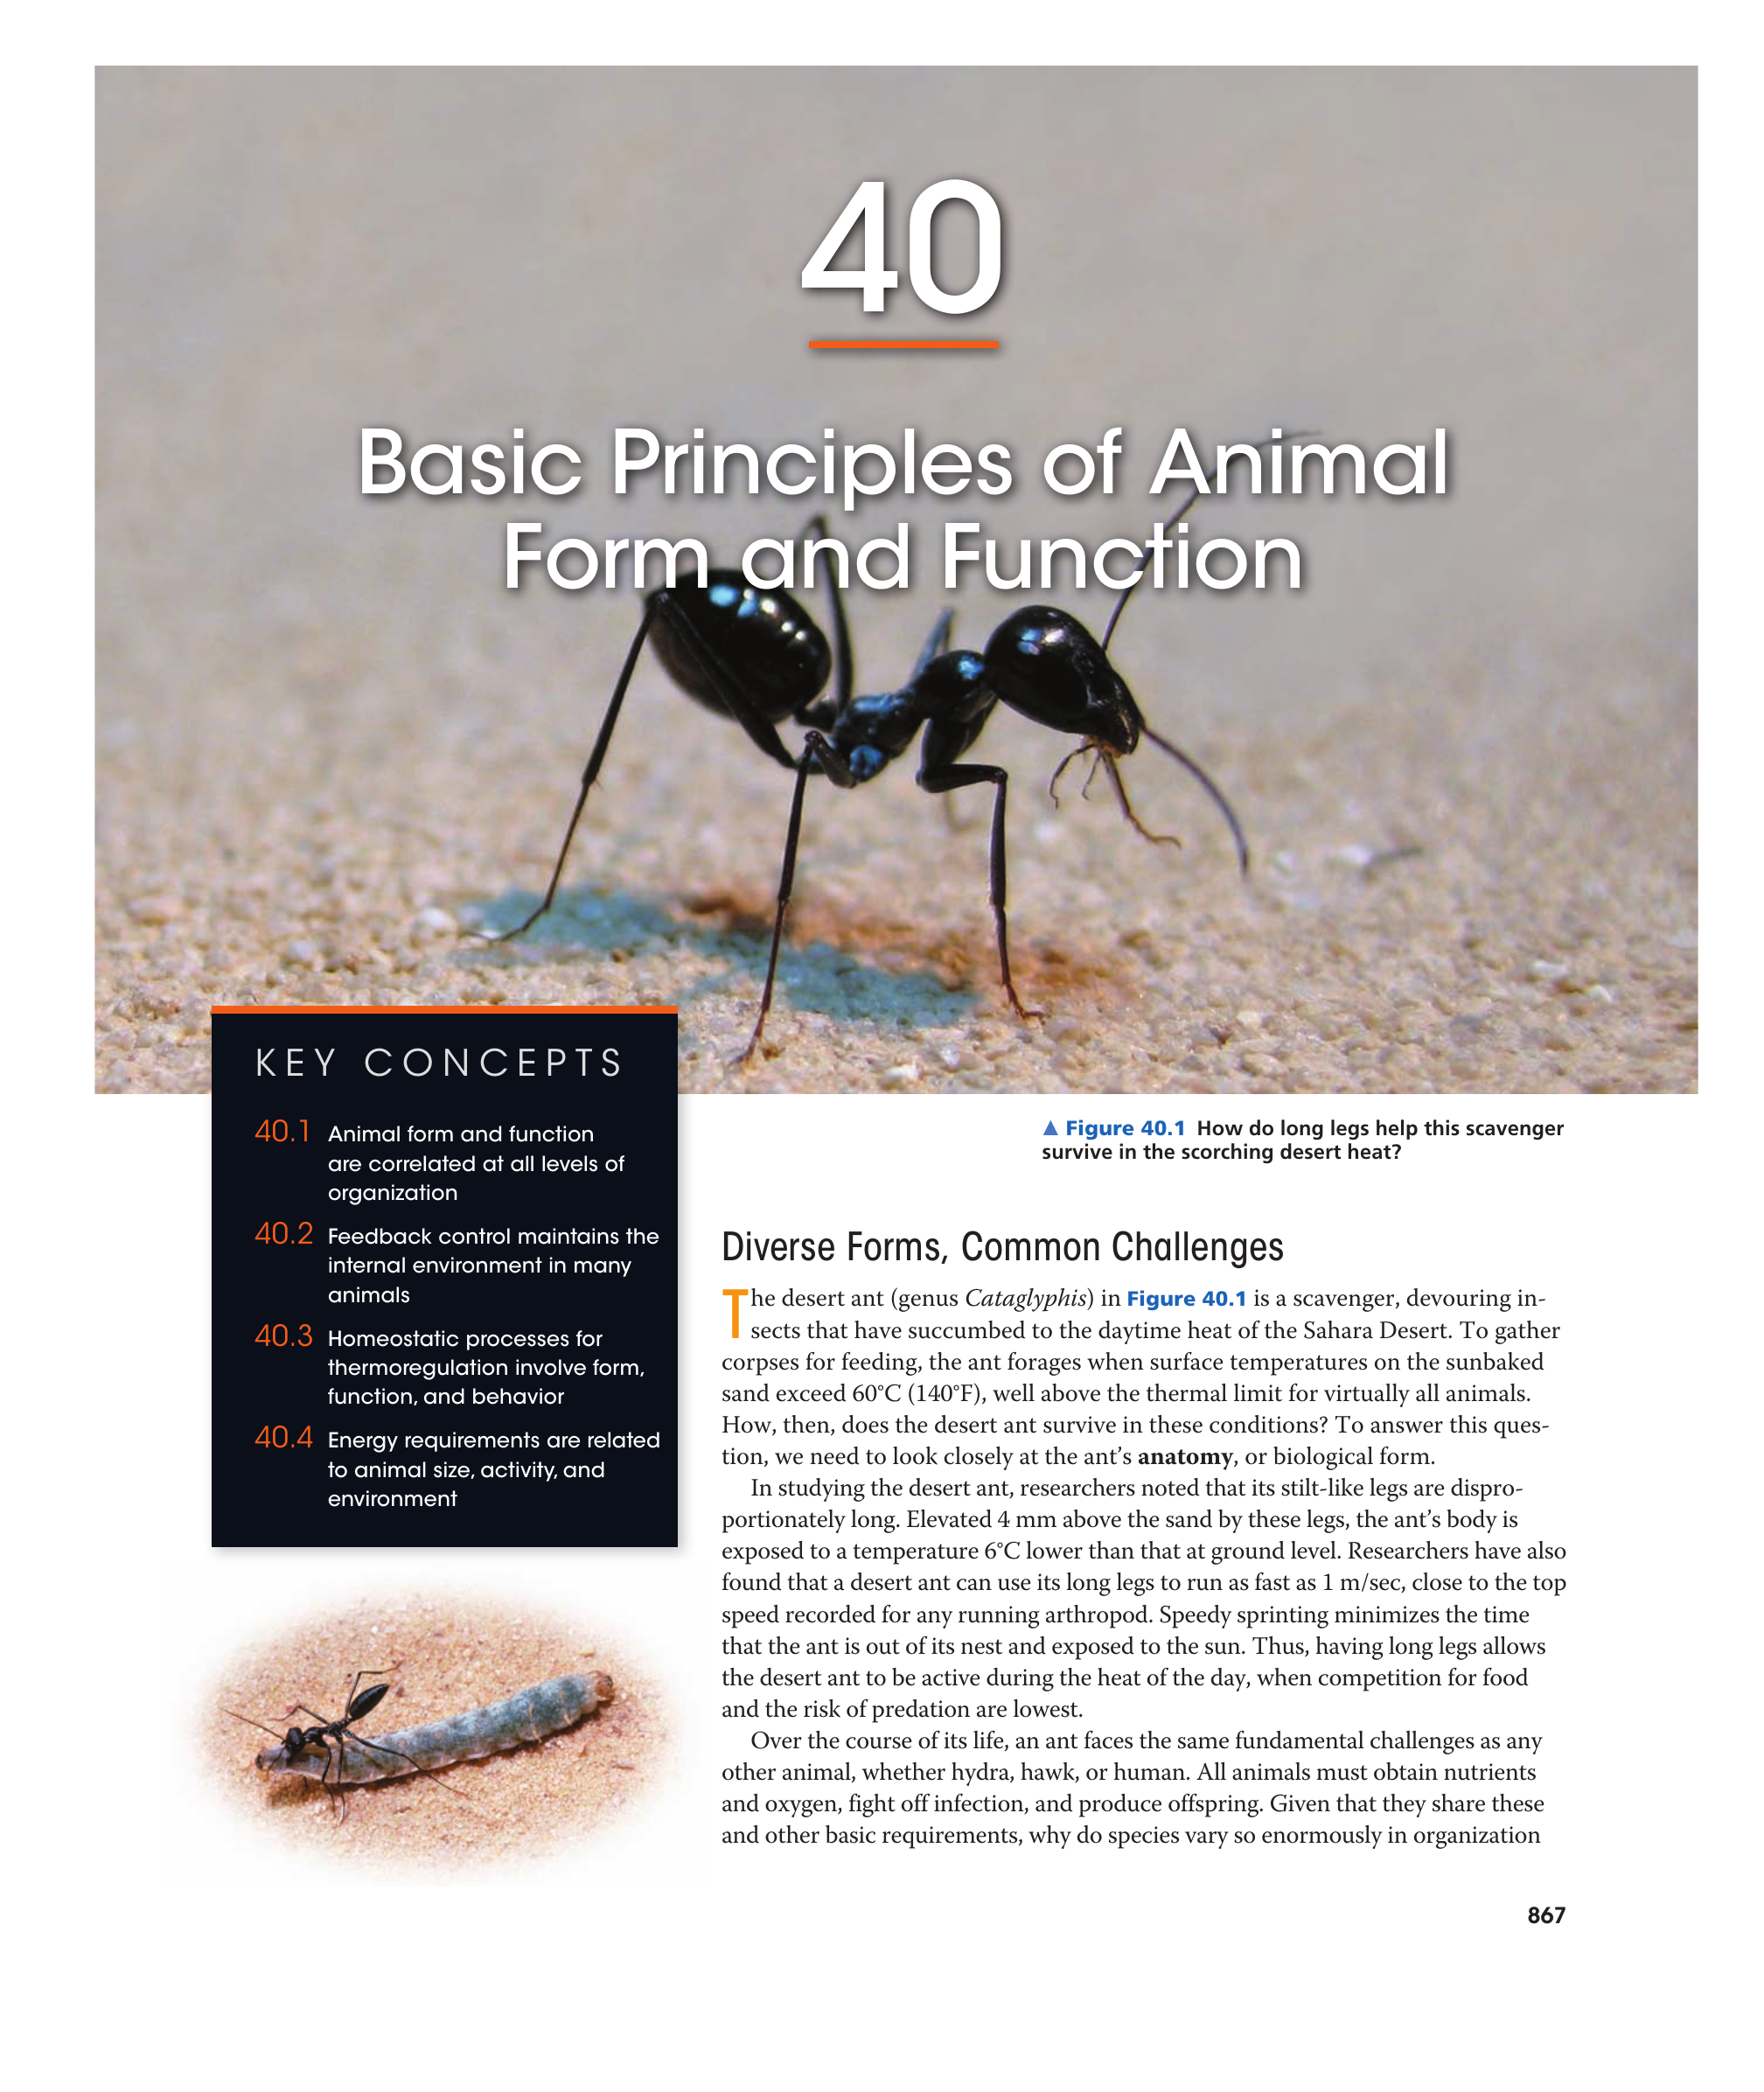 40
Basic Principles of Animal
Form and Function
KEY CONCEPTS
40.1 Animal form and function
are correlated at all levels of
organization
40.2 Feedback control maintains the
internal environment in many
animals
40.3 Homeostatic processes for
thermoregulation involve form,
function, and behavior
40.4 Energy requirements are related
to animal size, activity, and
environment
▲ Figure 40.1 How do long legs help this scavenger
survive in the scorching desert heat?
Diverse Forms, Common Challenges
The desert ant (genus Cataglyphis) in Figure 40.1 is a scavenger, devouring in-
sects that have succumbed to the daytime heat of the Sahara Desert. To gather
corpses for feeding, the ant forages when surface temperatures on the sunbaked
sand exceed 60°C (140°F), well above the thermal limit for virtually all animals.
How, then, does the desert ant survive in these conditions? To answer this ques-
tion, we need to look closely at the ant's anatomy, or biological form.
In studying the desert ant, researchers noted that its stilt-like legs are dispro-
portionately long. Elevated 4 mm above the sand by these legs, the ant's body is
exposed to a temperature 6°C lower than that at ground level. Researchers have also
found that a desert ant can use its long legs to run as fast as 1 m/sec, close to the top
speed recorded for any running arthropod. Speedy sprinting minimizes the time
that the ant is out of its nest and exposed to the sun. Thus, having long legs allows
the desert ant to be active during the heat of the day, when competition for food
and the risk of predation are lowest.
Over the course of its life, an ant faces the same fundamental challenges as any
other animal, whether hydra, hawk, or human. All animals must obtain nutrients
and oxygen, fight off infection, and produce offspring. Given that they share these
and other basic requirements, why do species vary so enormously in organization
867